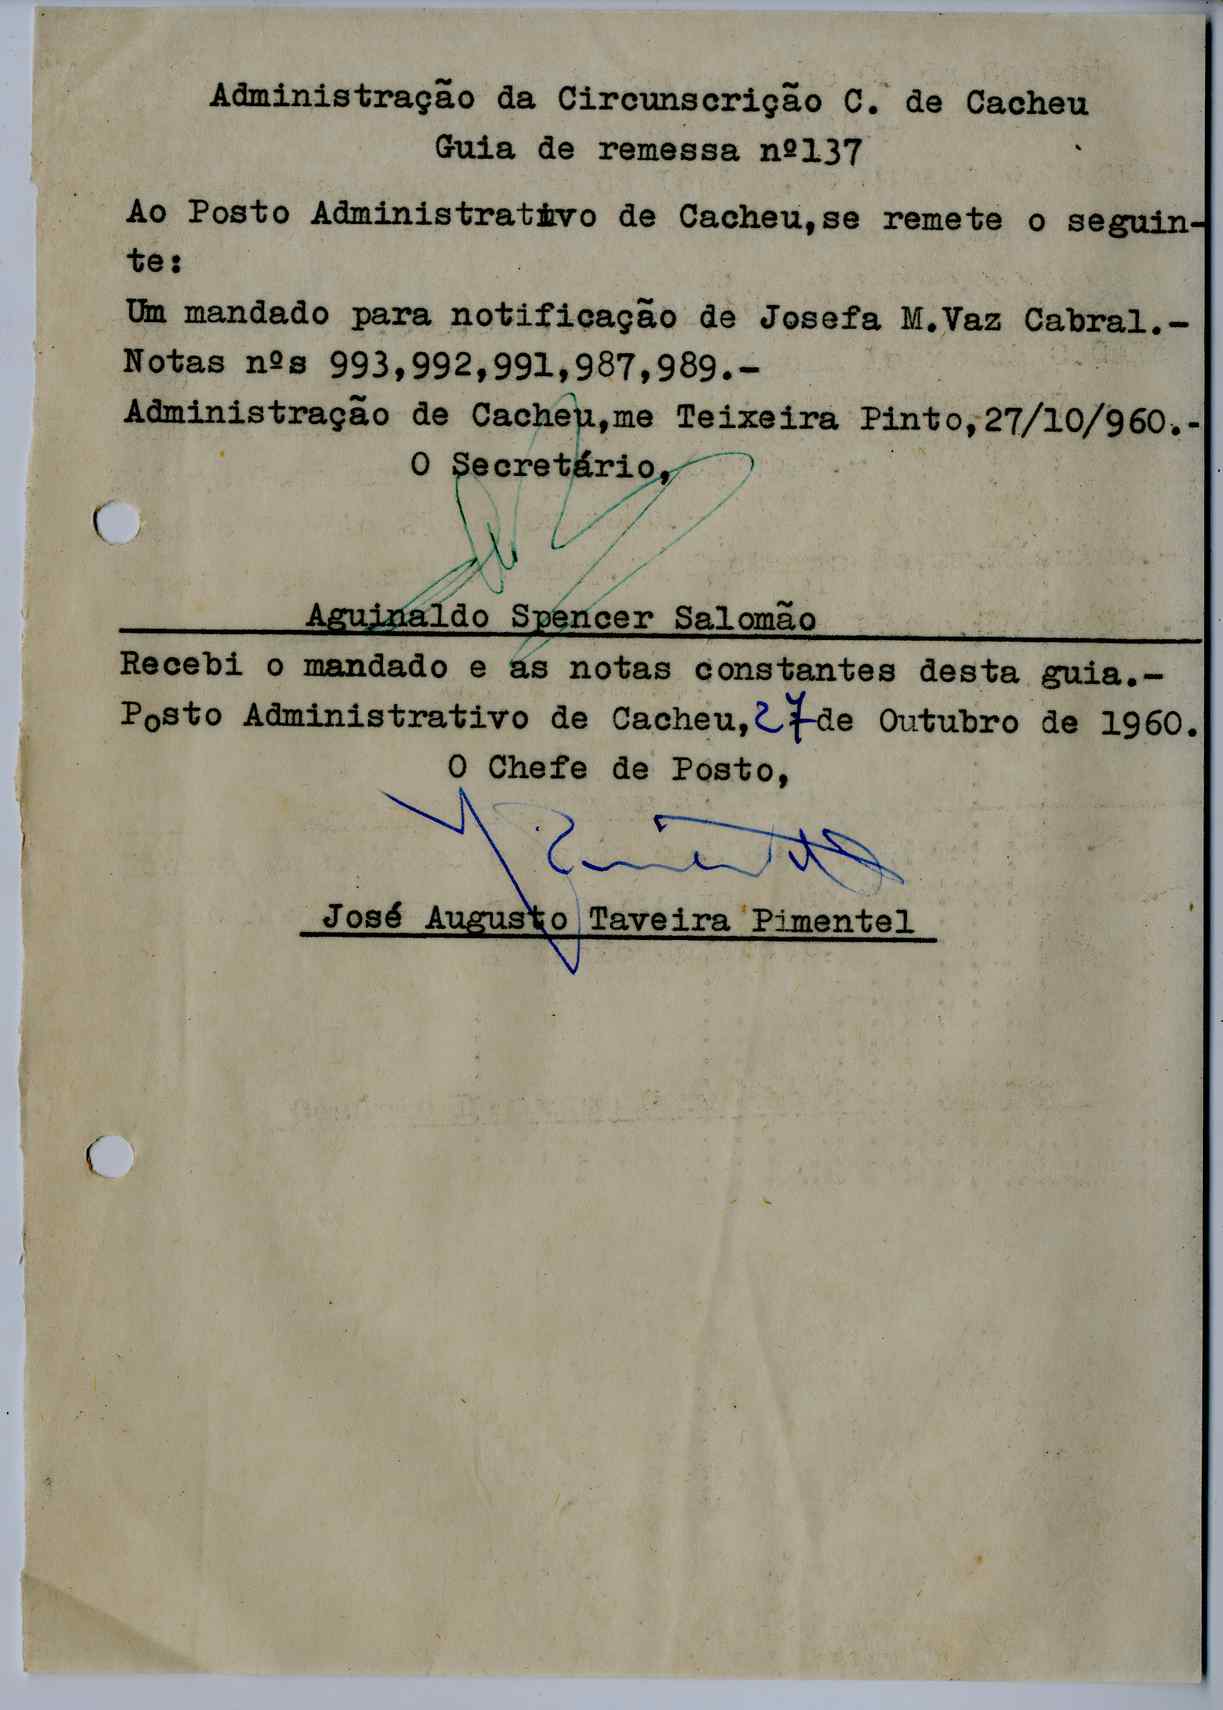 Administração da Circunscrição C. de Cacheu
Guia de remessa nº137
Ao Posto Administrativo de Cacheu,se remete o seguin-
te:
Um mandado para notificação de Josefa M.Vaz Cabral.-
Notas nºs 993,992,991,987,989.-
Administração de Cacheu,me Teixeira Pinto,27/10/960.-
O Secretário,
Aguinaldo Spencer Salomão
Recebi o mandado e as notas constantes desta guia.-
Posto Administrativo de Cacheu,27 de Outubro de 1960.
O Chefe de Posto,
José Augusto Taveira Pimentel